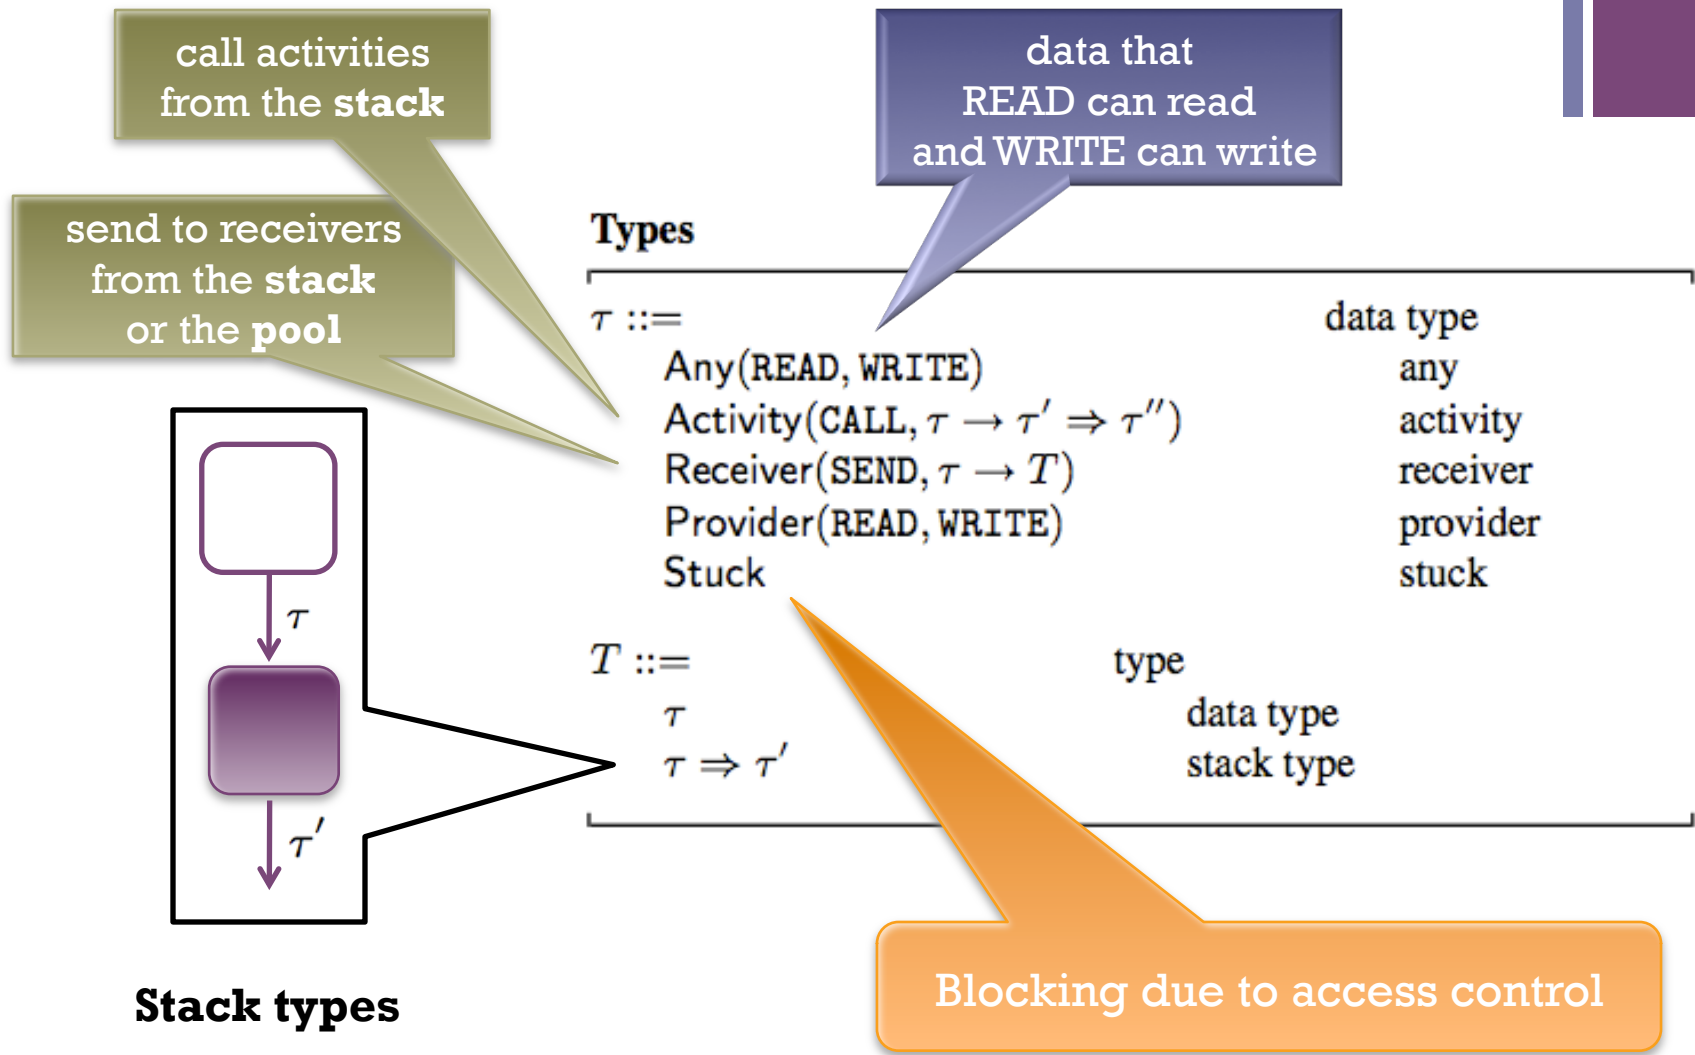 call activities
from the stack
data that
READ can read
and WRITE can write
send to receivers
from the stack
or the pool
Types
τ ::= data type
Any(READ, WRITE) any
Activity(CALL, τ → τ′ ⇒ τ″) activity
Receiver(SEND, τ → T) receiver
Provider(READ, WRITE) provider
Stuck stuck
T ::= type
τ data type
τ ⇒ τ′ stack type
τ
τ′
Stack types
Blocking due to access control